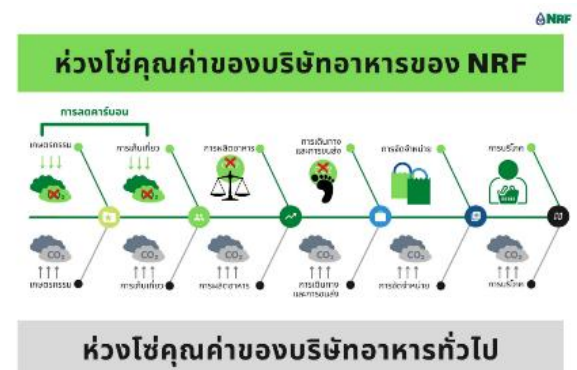 NRF
ห่วงโซ่คุณค่าของบริษัทอาหารของ NRF
การลดคาร์บอน
เกษตรกรรม
การเก็บเกี่ยว
การผลิตอาหาร
การเดินทาง
และการขนส่ง
การจัดจำหน่าย
การบริโภค
CO₂
CO₂
CO₂
CO₂
CO₂
CO₂
CO₂
CO₂
เกษตรกรรม
การเก็บเกี่ยว
การผลิตอาหาร
การเดินทาง
และการขนส่ง
การจัดจำหน่าย
การบริโภค
ห่วงโซ่คุณค่าของบริษัทอาหารทั่วไป